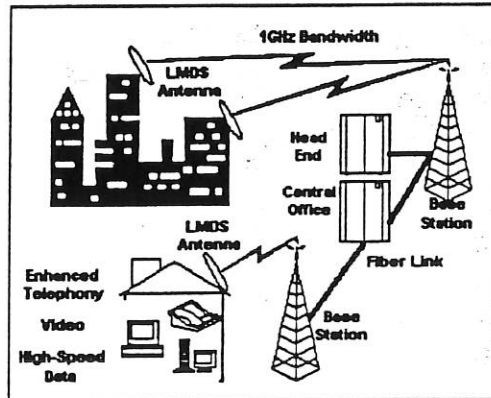 1GHz Bandwidth
LMDS
Antenna
Head
End
Central
Office
Base
Station
LMDS
Antenna
Fiber Link
Enhanced
Telephony
Base
Station
Video
High-Speed
Data